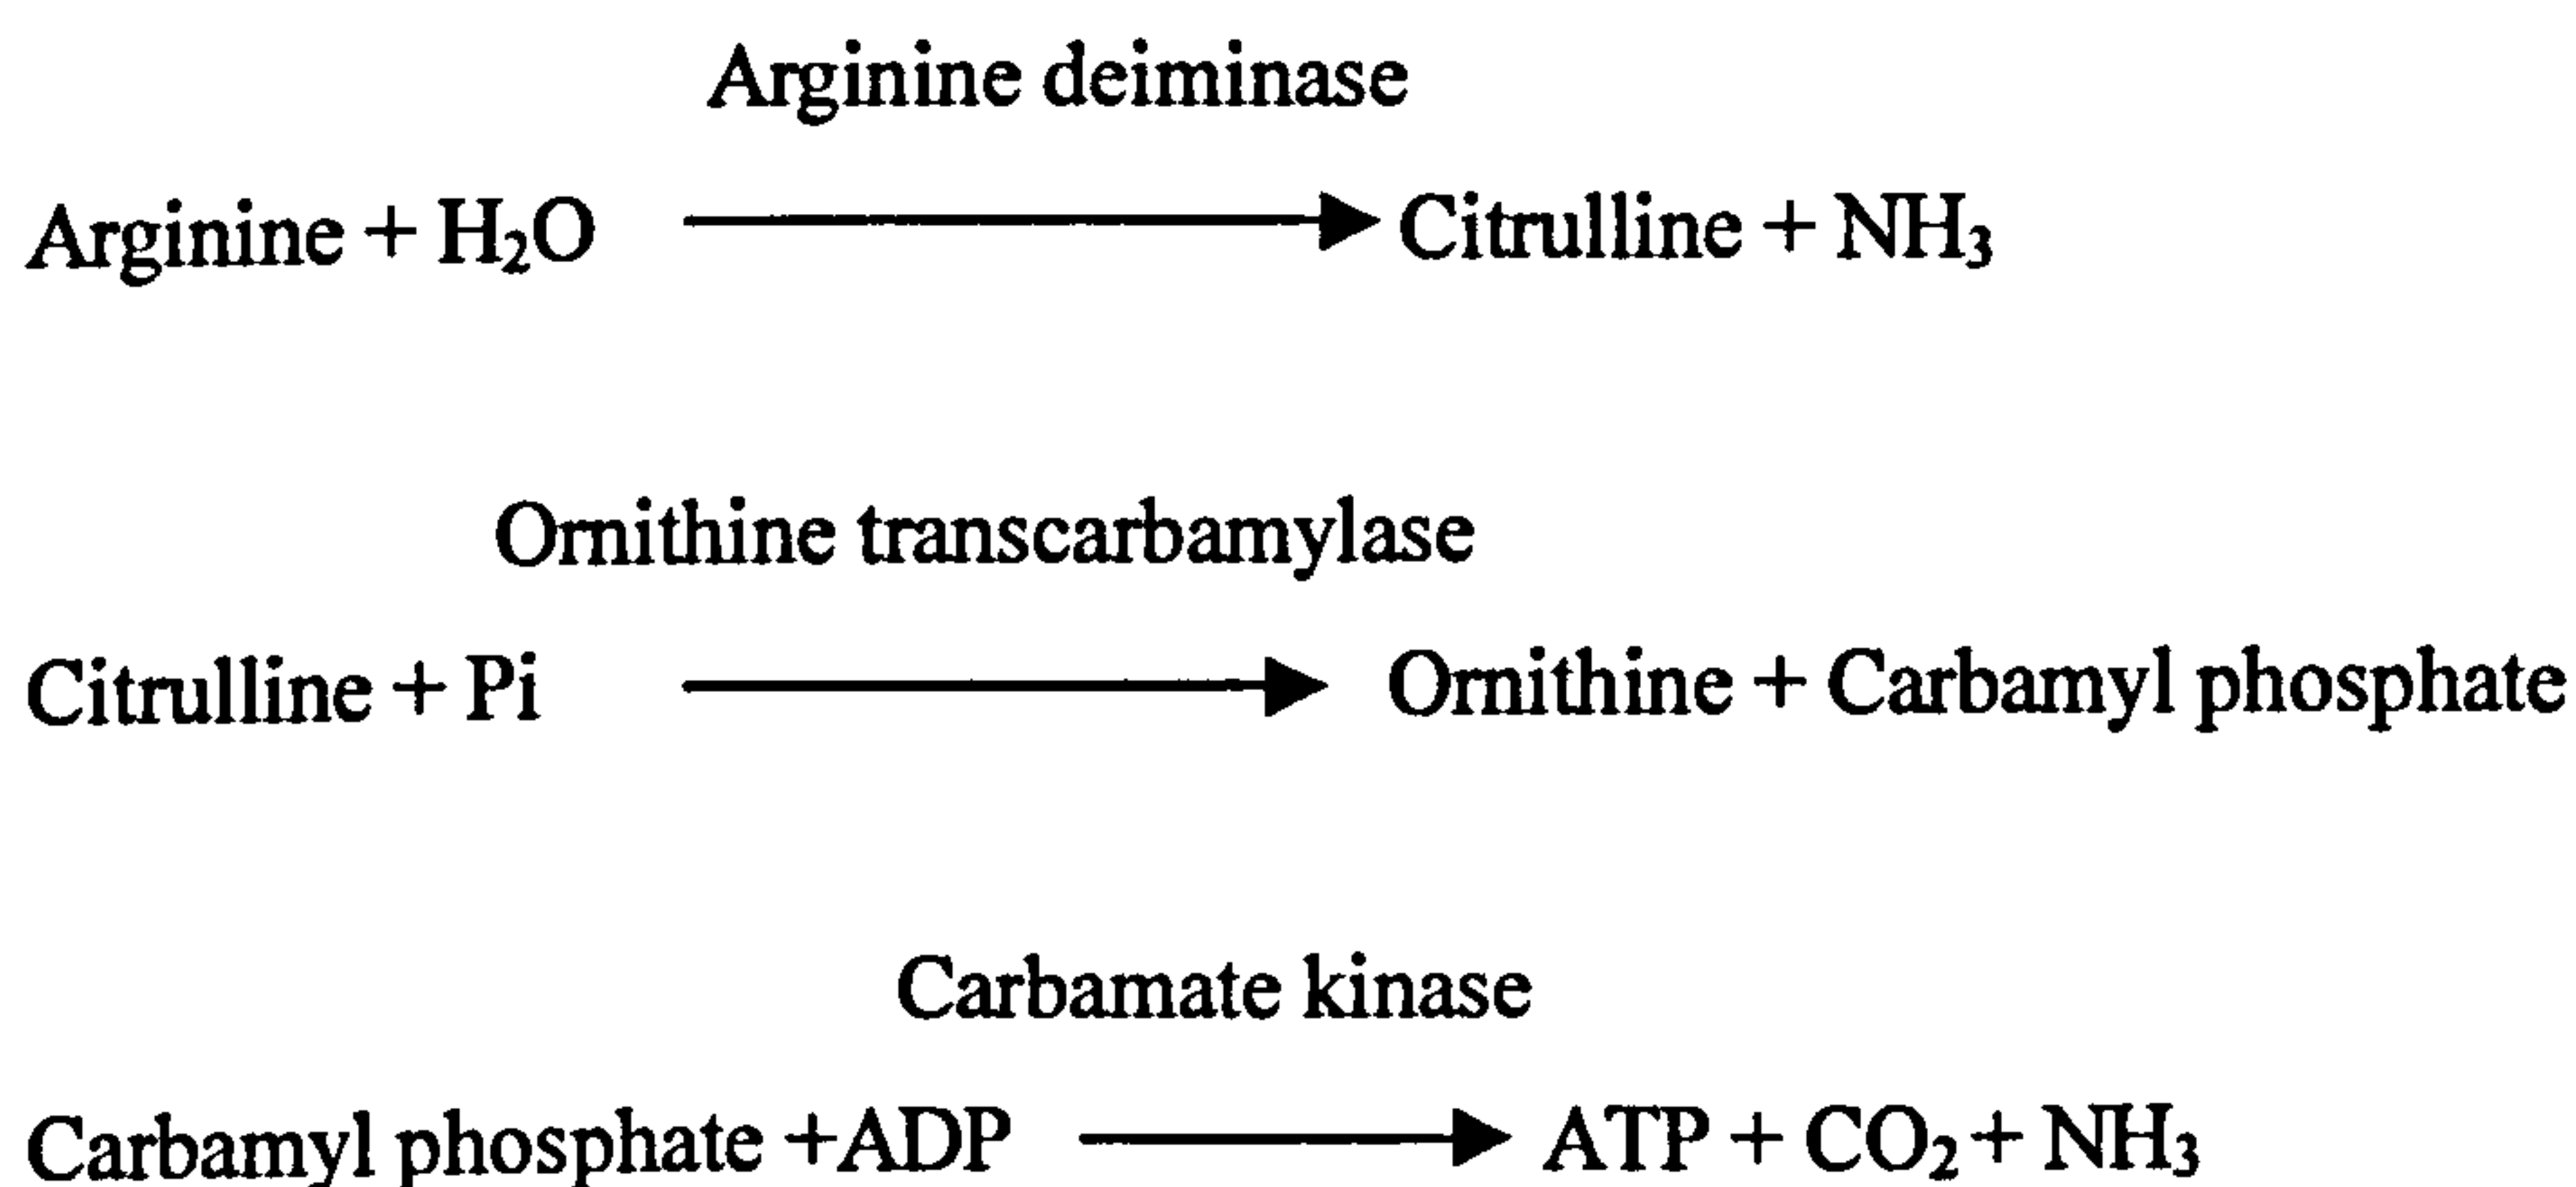 Arginine deiminase
Arginine + H₂O → Citrulline + NH₃
Ornithine transcarbamylase
Citrulline + Pi → Ornithine + Carbamyl phosphate
Carbamate kinase
Carbamyl phosphate +ADP → ATP + CO₂ + NH₃